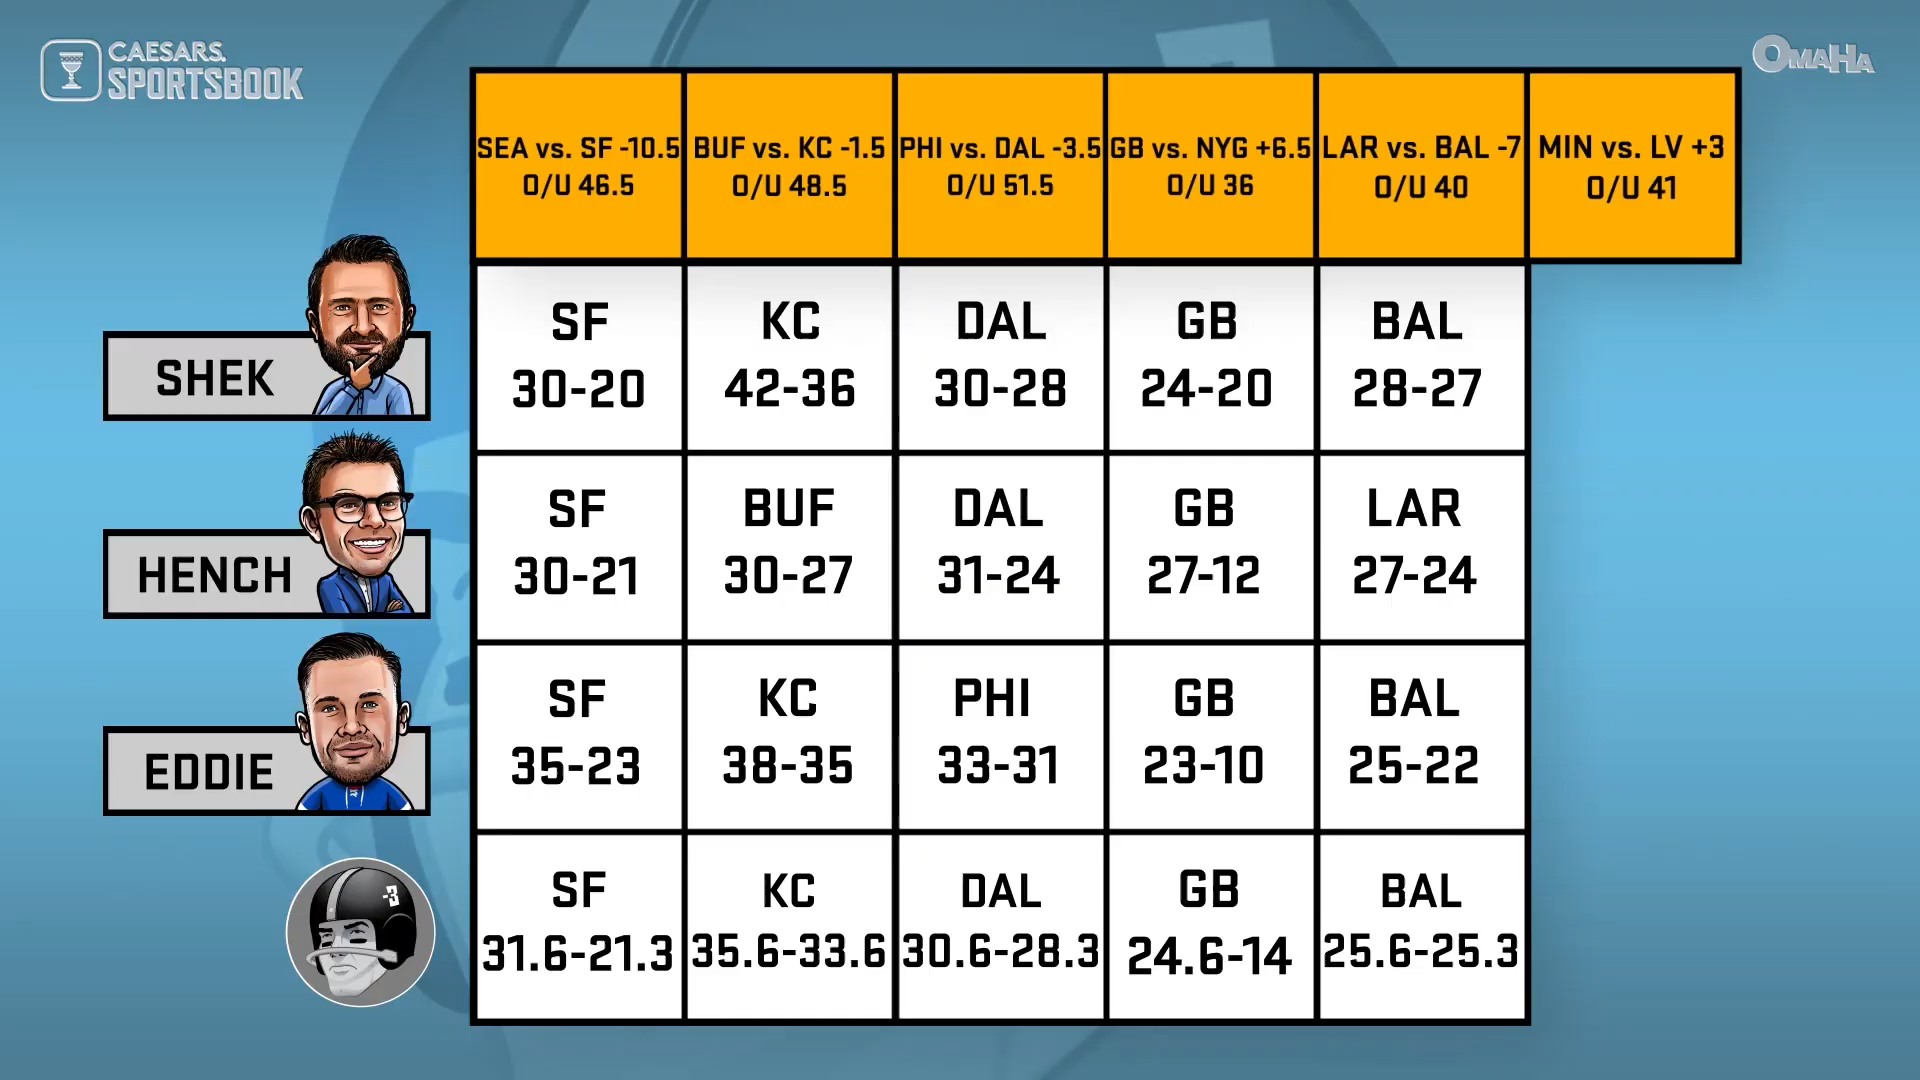 CAESARS
SPORTSBOOK
OMAHA
SEA vs. SF -10.5
O/U 46.5
BUF vs. KC -1.5
O/U 48.5
PHI vs. DAL -3.5
O/U 51.5
GB vs. NYG +6.5
O/U 36
LAR vs. BAL -7
O/U 40
MIN vs. LV +3
O/U 41
SHEK
SF
30-20
KC
42-36
DAL
30-28
GB
24-20
BAL
28-27
HENCH
SF
30-21
BUF
30-27
DAL
31-24
GB
27-12
LAR
27-24
EDDIE
SF
35-23
KC
38-35
PHI
33-31
GB
23-10
BAL
25-22
-3
SF
31.6-21.3
KC
35.6-33.6
DAL
30.6-28.3
GB
24.6-14
BAL
25.6-25.3